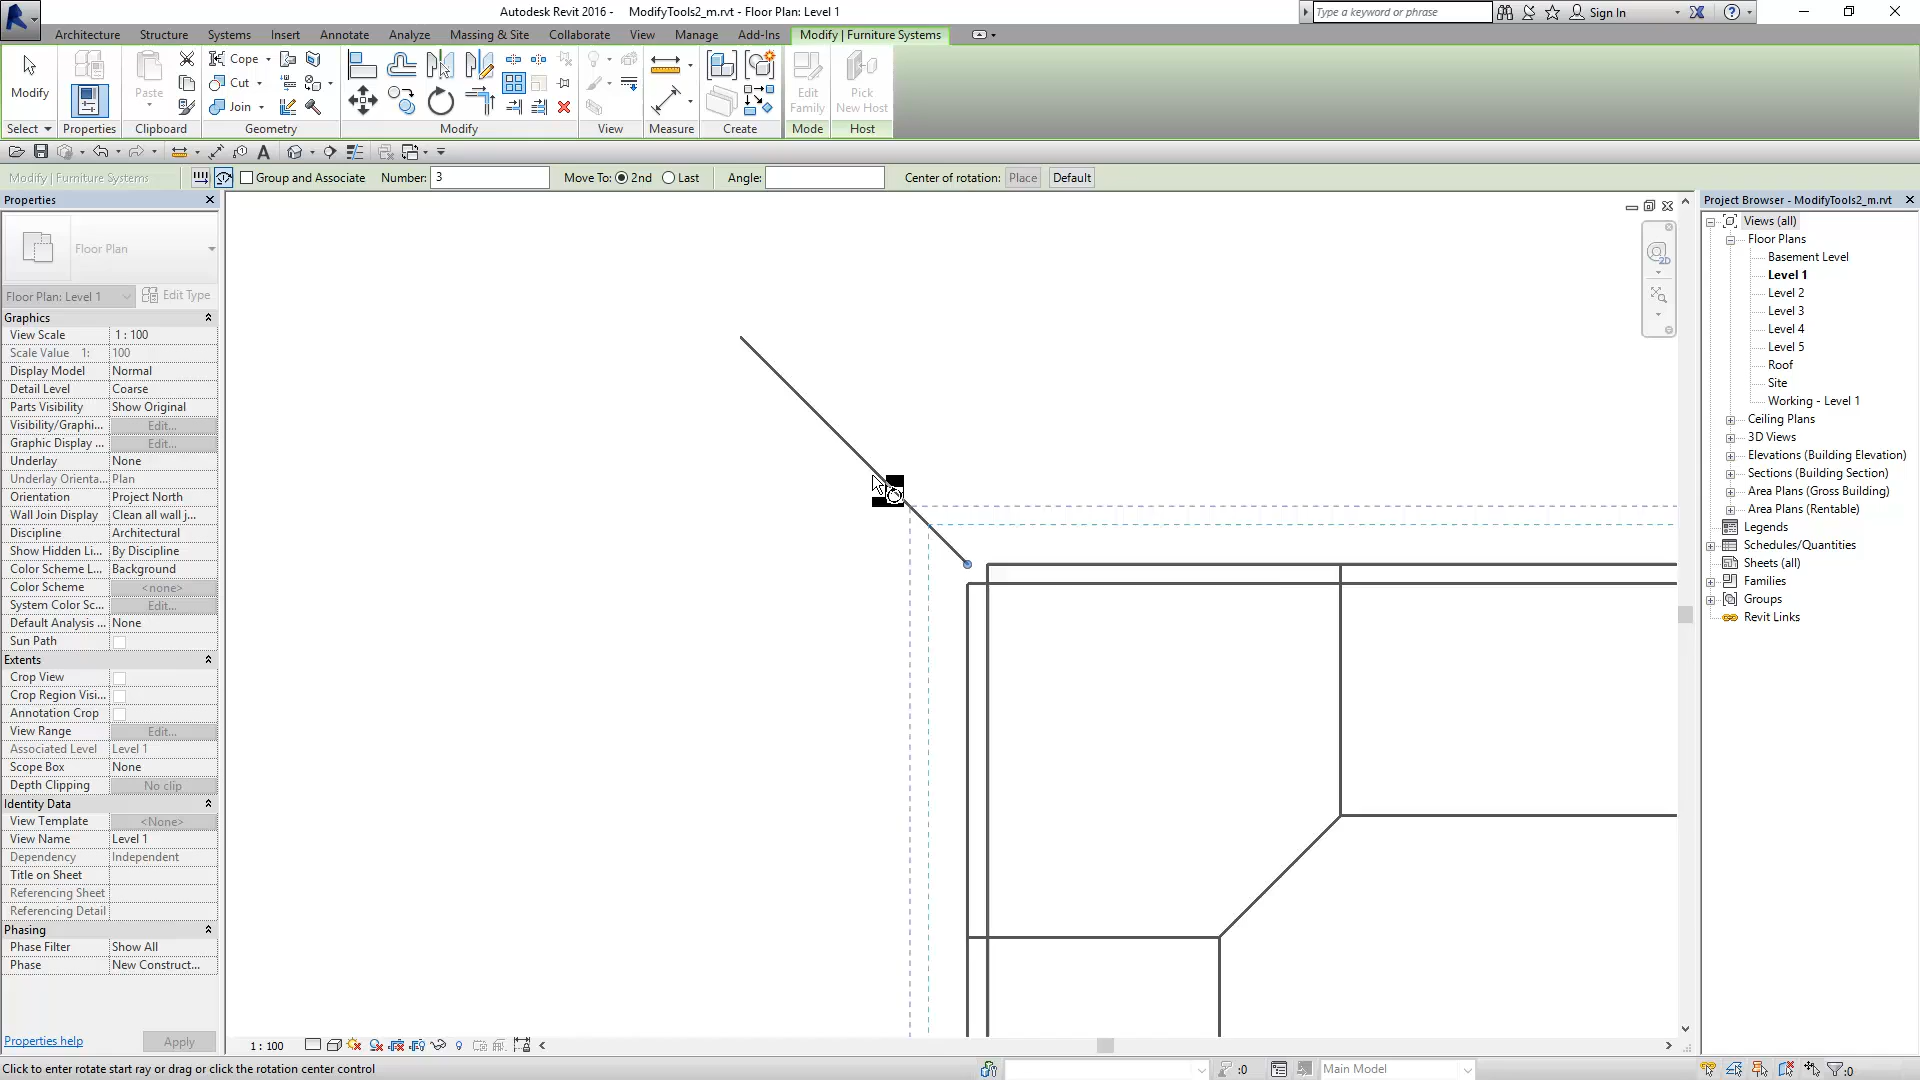 Autodesk Revit 2016 - ModifyTools2_m.rvt - Floor Plan: Level 1
Type a keyword or phrase
Sign In
Architecture Structure Systems Insert Annotate Analyze Massing & Site Collaborate View Manage Add-Ins Modify | Furniture Systems
Modify
Paste
Cope
Cut
Join
Edit Family
Pick New Host
Select Properties Clipboard Geometry Modify View Measure Create Mode Host
Modify | Furniture Systems Group and Associate Number: 3 Move To: 2nd Last Angle: Center of rotation: Place Default
Properties
Floor Plan
Floor Plan: Level 1 Edit Type
Graphics
View Scale 1 : 100
Scale Value 1: 100
Display Model Normal
Detail Level Coarse
Parts Visibility Show Original
Visibility/Graphi... Edit...
Graphic Display ... Edit...
Underlay None
Underlay Orienta... Plan
Orientation Project North
Wall Join Display Clean all wall j...
Discipline Architectural
Show Hidden Li... By Discipline
Color Scheme L... Background
Color Scheme <none>
System Color Sc... Edit...
Default Analysis ... None
Sun Path
Extents
Crop View
Crop Region Visi...
Annotation Crop
View Range Edit...
Associated Level Level 1
Scope Box None
Depth Clipping No clip
Identity Data
View Template <None>
View Name Level 1
Dependency Independent
Title on Sheet
Referencing Sheet
Referencing Detail
Phasing
Phase Filter Show All
Phase New Construct...
Properties help Apply
2D
Project Browser - ModifyTools2_m.rvt
Views (all)
Floor Plans
Basement Level
Level 1
Level 2
Level 3
Level 4
Level 5
Roof
Site
Working - Level 1
Ceiling Plans
3D Views
Elevations (Building Elevation)
Sections (Building Section)
Area Plans (Gross Building)
Area Plans (Rentable)
Legends
Schedules/Quantities
Sheets (all)
Families
Groups
Revit Links
1 : 100
Click to enter rotate start ray or drag or click the rotation center control
:0
Main Model
:0